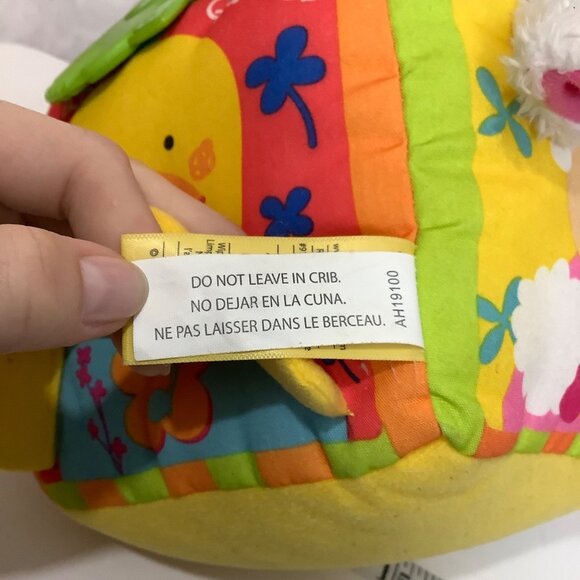 DO NOT LEAVE IN CRIB.
NO DEJAR EN LA CUNA.
NE PAS LAISSER DANS LE BERCEAU.
AH19100